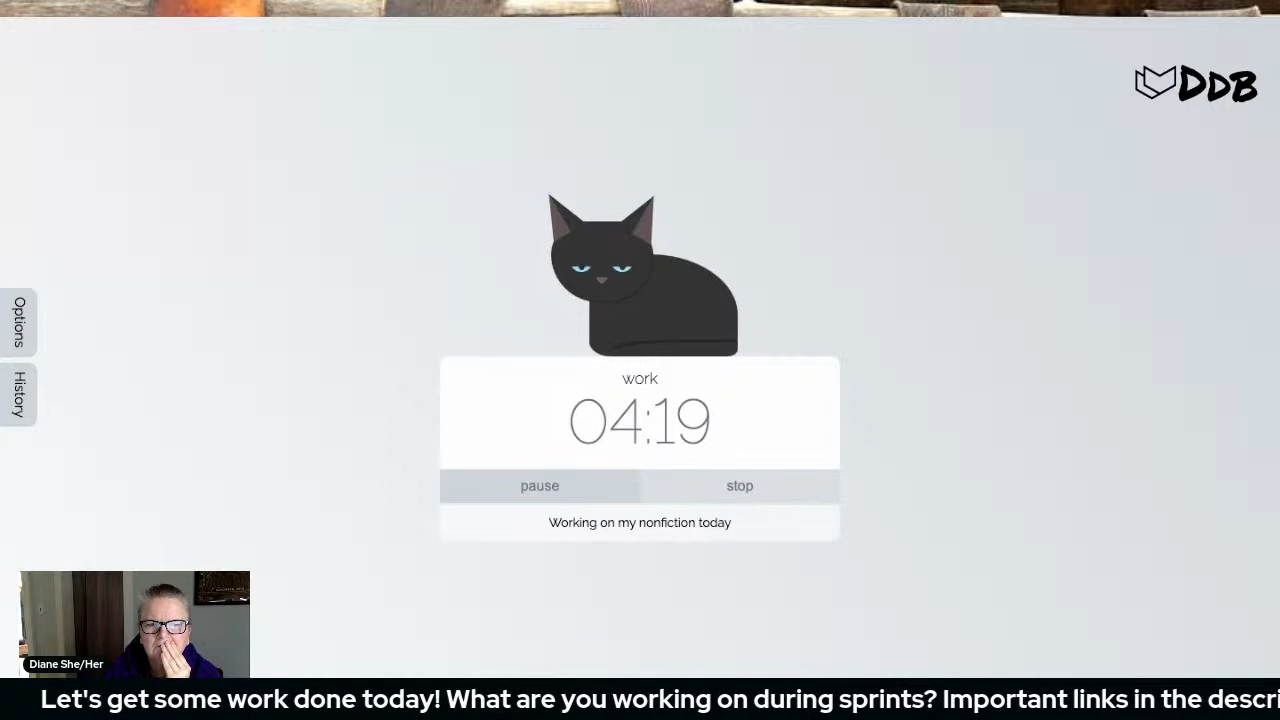 DDB
Options
History
work
04:19
pause
stop
Working on my nonfiction today
Diane She/Her
Let's get some work done today! What are you working on during sprints? Important links in the descri